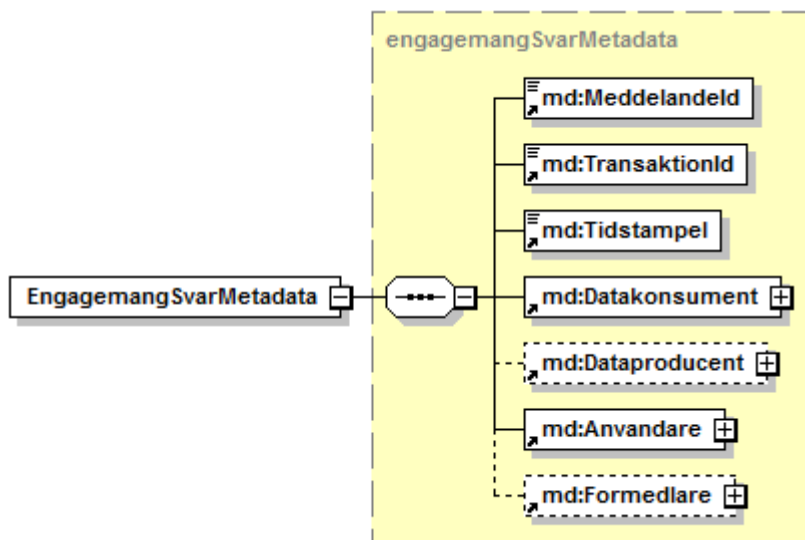 engagemangSvarMetadata
md:MeddelandeId
md:TransaktionId
md:Tidstampel
EngagemangSvarMetadata
md:Datakonsument
md:Dataproducent
md:Anvandare
md:Formedlare